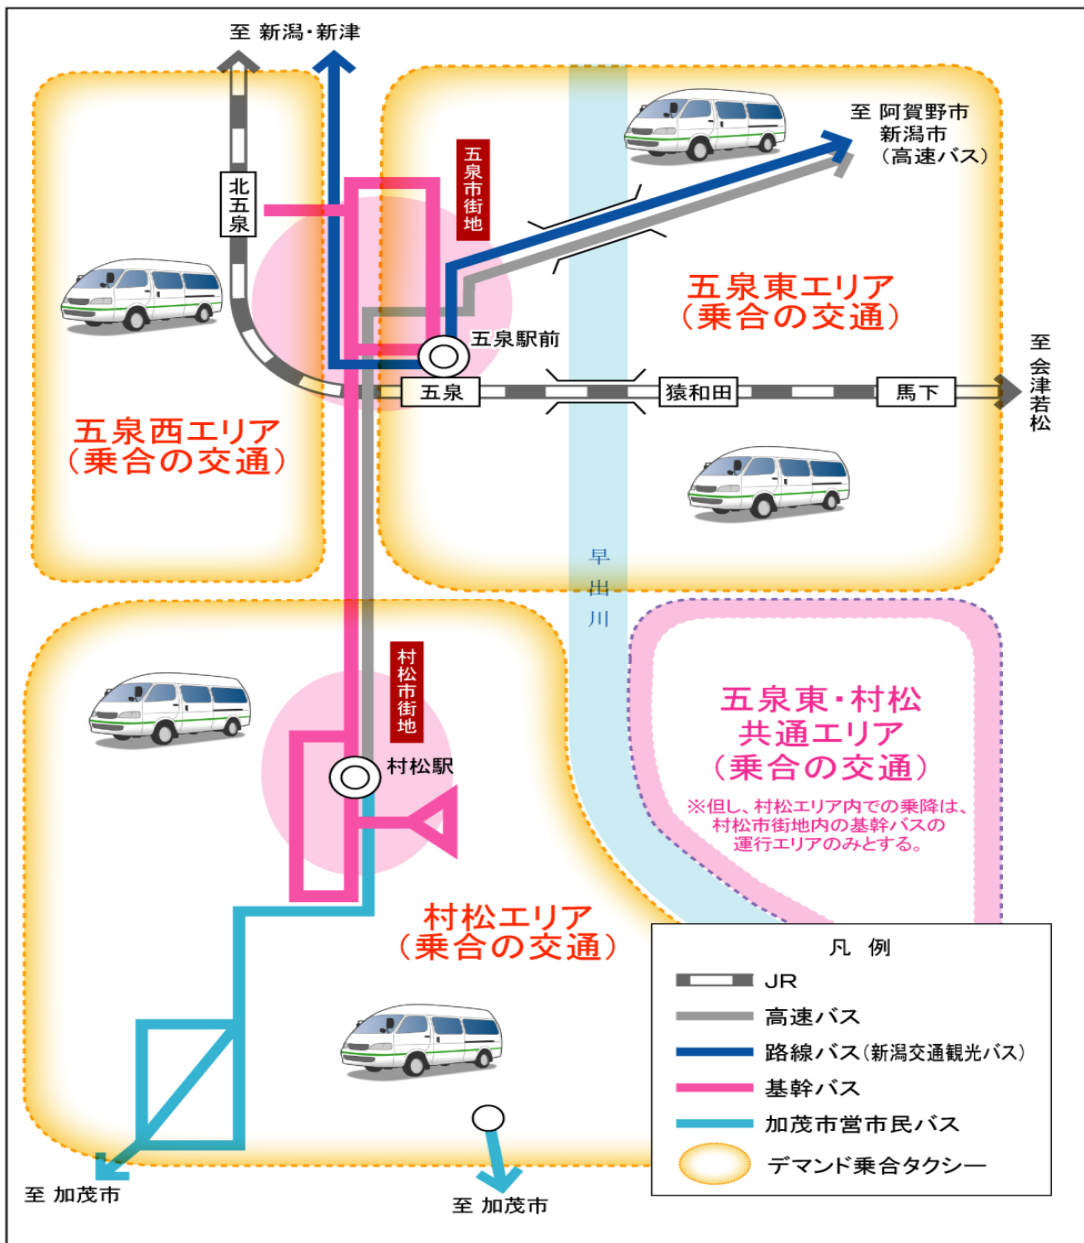 至 新潟・新津
至 阿賀野市
新潟市
（高速バス）
五泉市街地
北五泉
五泉東エリア
（乗合の交通）
五泉駅前
至 会津若松
五泉
猿和田
馬下
五泉西エリア
（乗合の交通）
早出川
村松市街地
村松駅
五泉東・村松
共通エリア
（乗合の交通）
※但し、村松エリア内での乗降は、
村松市街地内の基幹バスの
運行エリアのみとする。
村松エリア
（乗合の交通）
凡 例
JR
高速バス
路線バス（新潟交通観光バス）
基幹バス
加茂市営市民バス
デマンド乗合タクシー
至 加茂市
至 加茂市